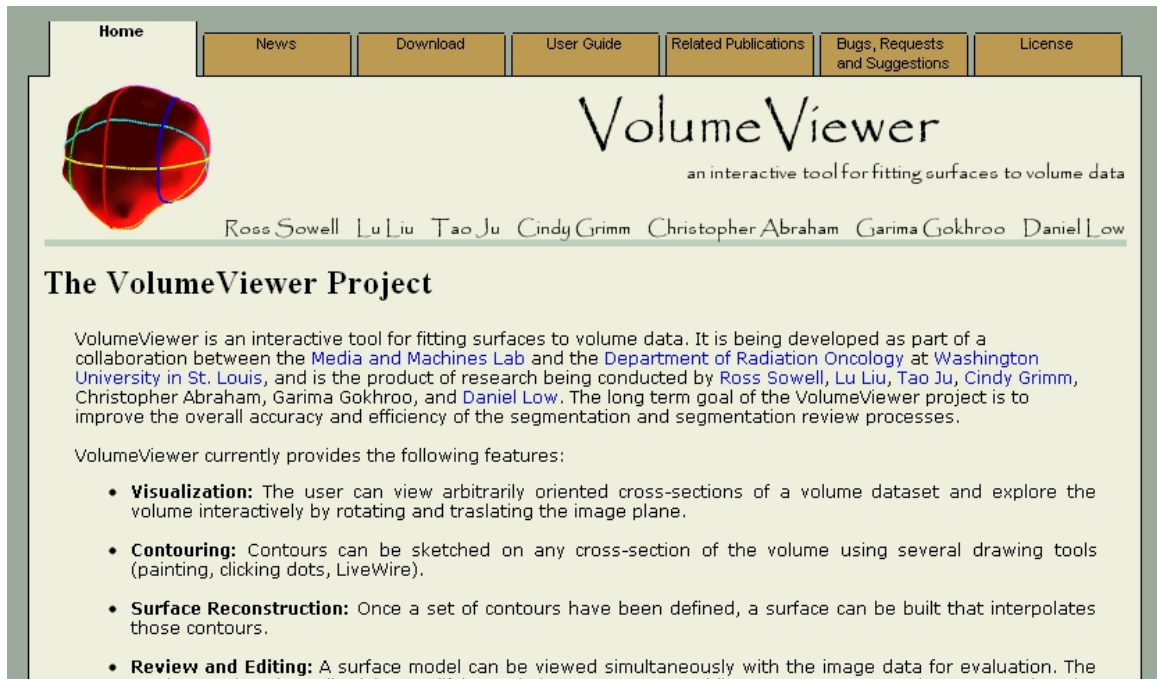 Home
News
Download
User Guide
Related Publications
Bugs, Requests
and Suggestions
License
VolumeViewer
an interactive tool for fitting surfaces to volume data
Ross Sowell Lu Liu Tao Ju Cindy Grimm Christopher Abraham Garima Gokhroo Daniel Low
The VolumeViewer Project
VolumeViewer is an interactive tool for fitting surfaces to volume data. It is being developed as part of a
collaboration between the Media and Machines Lab and the Department of Radiation Oncology at Washington
University in St. Louis, and is the product of research being conducted by Ross Sowell, Lu Liu, Tao Ju, Cindy Grimm,
Christopher Abraham, Garima Gokhroo, and Daniel Low. The long term goal of the VolumeViewer project is to
improve the overall accuracy and efficiency of the segmentation and segmentation review processes.
VolumeViewer currently provides the following features:
• Visualization: The user can view arbitrarily oriented cross-sections of a volume dataset and explore the
volume interactively by rotating and traslating the image plane.
• Contouring: Contours can be sketched on any cross-section of the volume using several drawing tools
(painting, clicking dots, LiveWire).
• Surface Reconstruction: Once a set of contours have been defined, a surface can be built that interpolates
those contours.
• Review and Editing: A surface model can be viewed simultaneously with the image data for evaluation. The